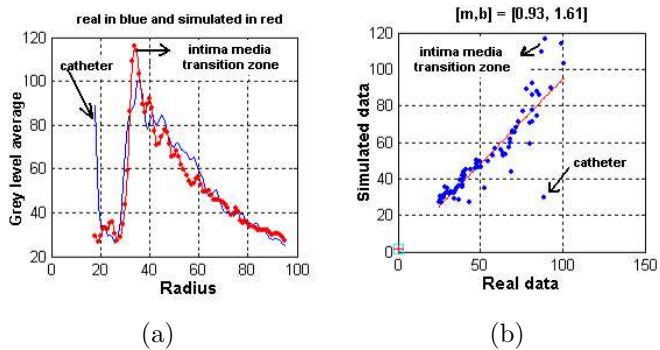 real in blue and simulated in red
catheter
intima media
transition zone
Grey level average
120
100
80
60
40
20
0
20
40
60
80
100
Radius
(a)
[m,b] = [0.93, 1.61]
intima media
transition zone
catheter
Simulated data
120
100
80
60
40
20
0
0
50
100
150
Real data
(b)